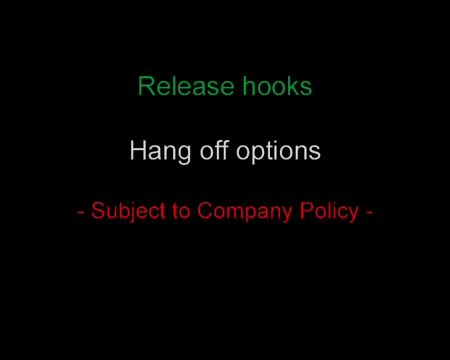 Release hooks
Hang off options
- Subject to Company Policy -